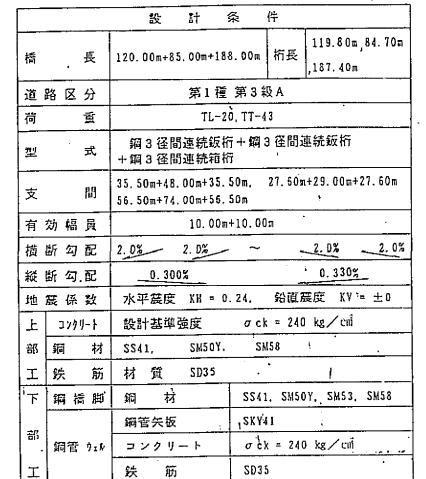 設計条件
橋長 120.00m+85.00m+188.00m 桁長 119.80m,84.70m
,187.40m
道路区分 第1種 第3級A
荷重 TL-20,TT-43
型式 鋼3径間連続鈑桁+鋼3径間連続鈑桁
+鋼3径間連続箱桁
支間 35.50m+48.00m+35.50m, 27.60m+29.00m+27.60m
56.50m+74.00m+56.50m
有効幅員 10.00m+10.00m
横断勾配 2.0% 2.0% ~ 2.0% 2.0%
縦断勾配 0.300% 0.330%
地震係数 水平震度 KH = 0.24, 鉛直震度 KV = ±0
上部工 コンクリート 設計基準強度 σck = 240 kg/c㎡
鋼材 SS41, SM50Y, SM58
鉄筋 材質 SD35
下部工 鋼橋脚 鋼材 SS41, SM50Y, SM53, SM58
鋼管ウェル 鋼管矢板 SKY41
コンクリート σck = 240 kg/c㎡
鉄筋 SD35